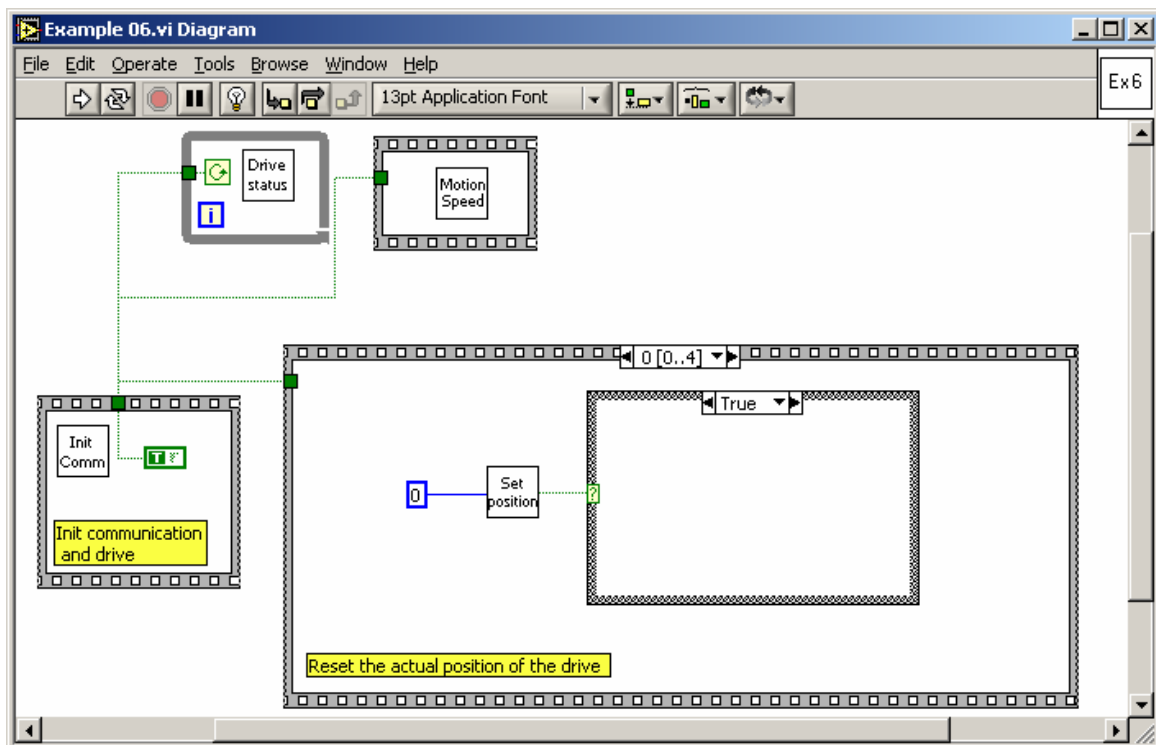 Example 06.vi Diagram
File Edit Operate Tools Browse Window Help
13pt Application Font
Ex6
Drive
status
i
Motion
Speed
0 [0..4]
True
Init
Comm
T
Set
position
0
?
Init communication
and drive
Reset the actual position of the drive